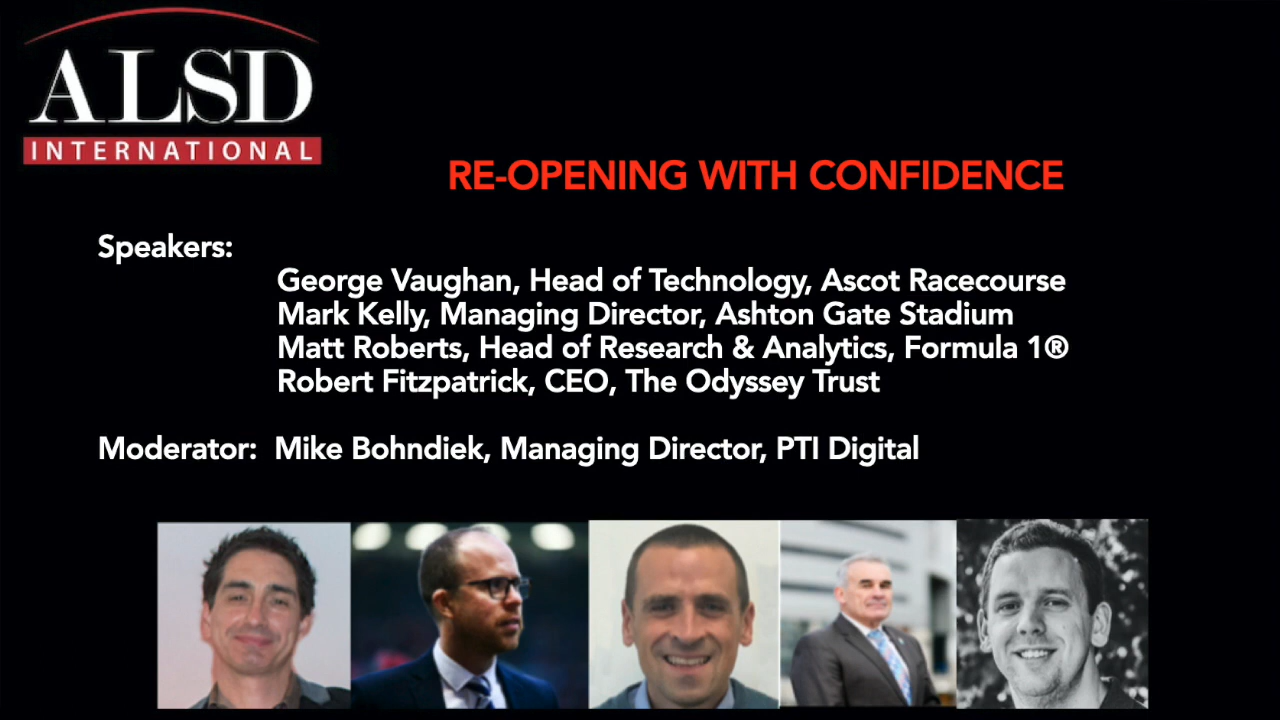 ALSD
INTERNATIONAL
RE-OPENING WITH CONFIDENCE
Speakers:
George Vaughan, Head of Technology, Ascot Racecourse
Mark Kelly, Managing Director, Ashton Gate Stadium
Matt Roberts, Head of Research & Analytics, Formula 1®
Robert Fitzpatrick, CEO, The Odyssey Trust
Moderator: Mike Bohndiek, Managing Director, PTI Digital